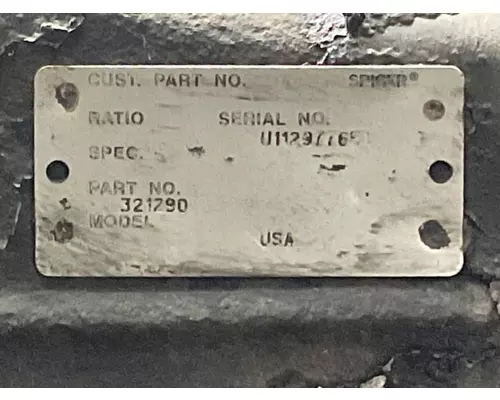 CUST. PART NO. SPICER®
RATIO SERIAL NO.
SPEC.
PART NO.
321290
MODEL
USA